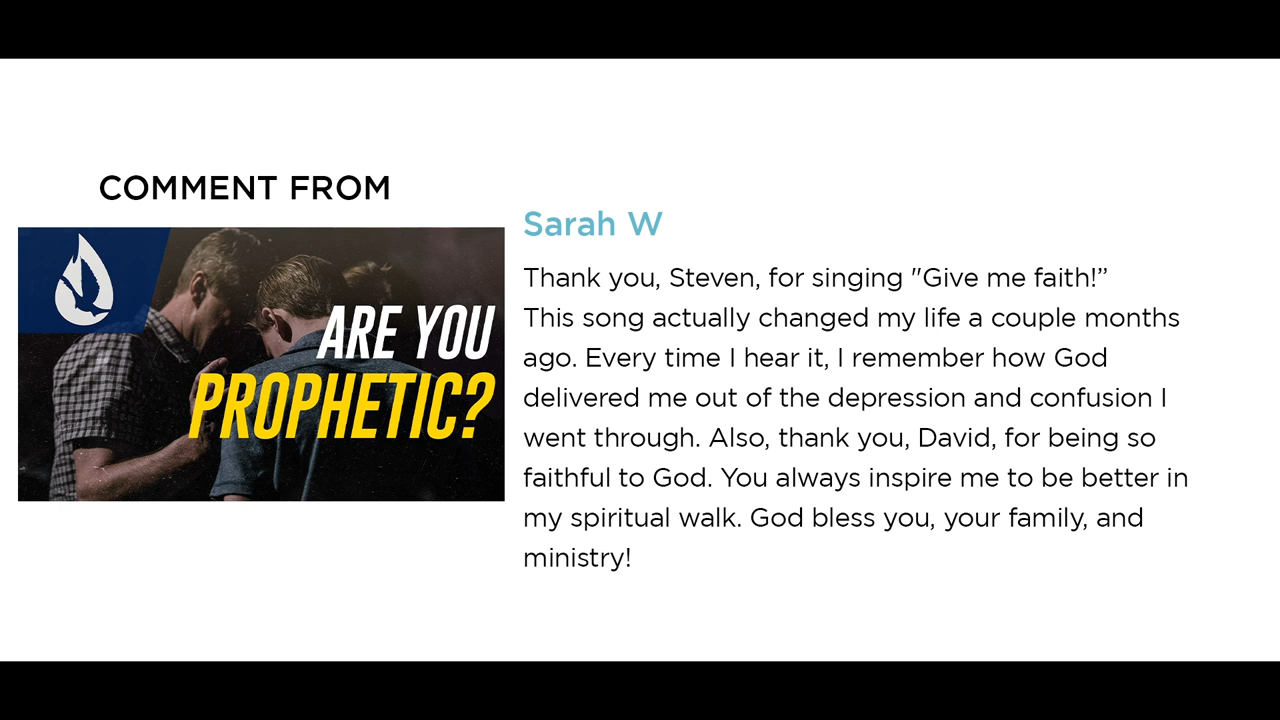 COMMENT FROM
ARE YOU
PROPHETIC?
Sarah W
Thank you, Steven, for singing "Give me faith!”
This song actually changed my life a couple months
ago. Every time I hear it, I remember how God
delivered me out of the depression and confusion I
went through. Also, thank you, David, for being so
faithful to God. You always inspire me to be better in
my spiritual walk. God bless you, your family, and
ministry!